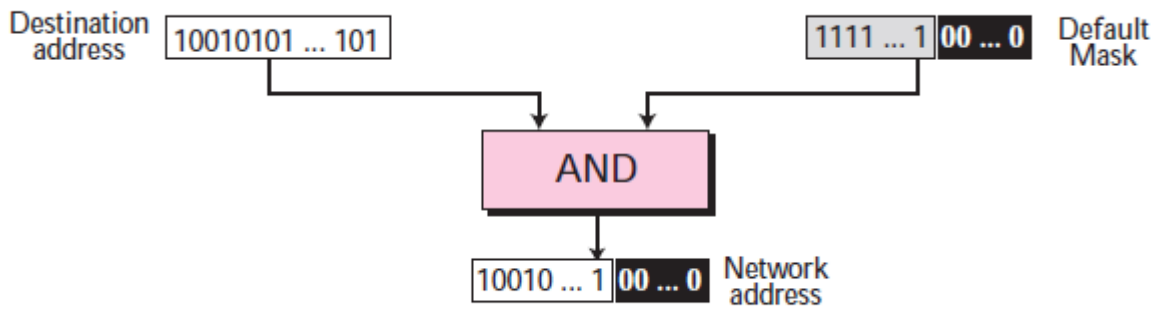 Destination
address
10010101 ... 101
1111 ... 1 00 ... 0
Default
Mask
AND
10010 ... 1 00 ... 0
Network
address